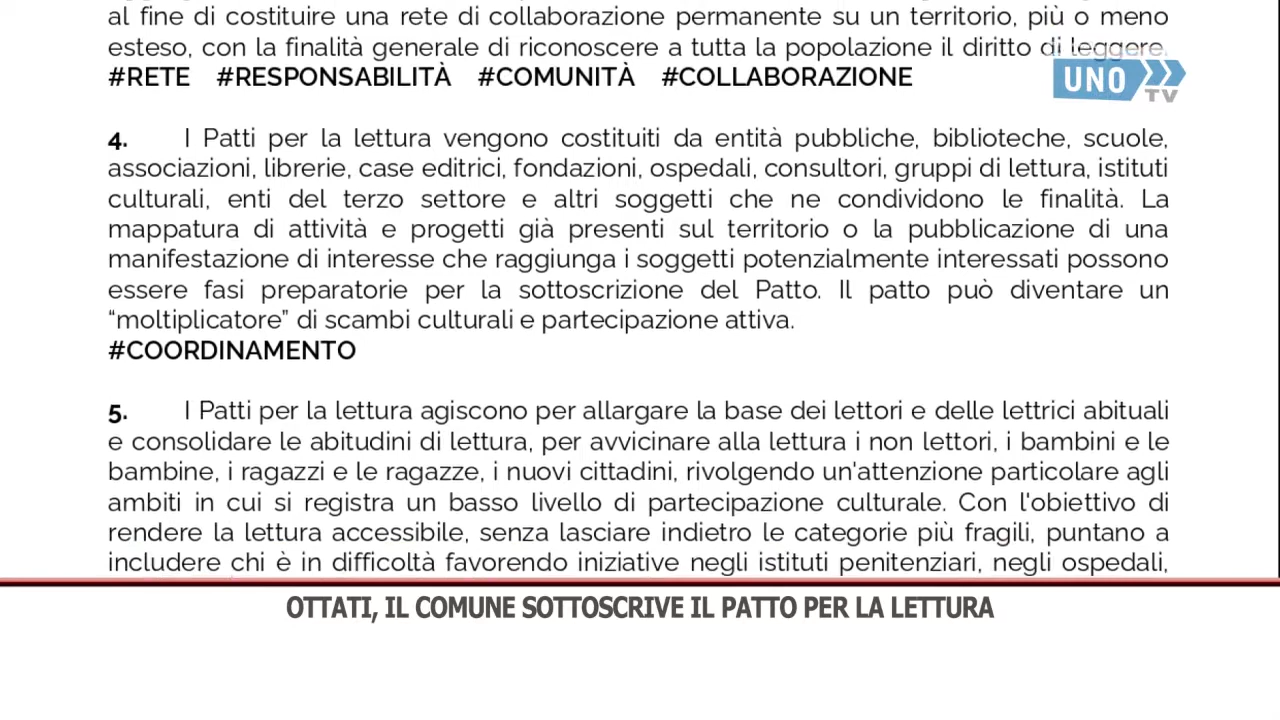 al fine di costituire una rete di collaborazione permanente su un territorio, più o meno
esteso, con la finalità generale di riconoscere a tutta la popolazione il diritto di leggere.
#RETE #RESPONSABILITÀ #COMUNITÀ #COLLABORAZIONE
UNO TV
4. I Patti per la lettura vengono costituiti da entità pubbliche, biblioteche, scuole,
associazioni, librerie, case editrici, fondazioni, ospedali, consultori, gruppi di lettura, istituti
culturali, enti del terzo settore e altri soggetti che ne condividono le finalità. La
mappatura di attività e progetti già presenti sul territorio o la pubblicazione di una
manifestazione di interesse che raggiunga i soggetti potenzialmente interessati possono
essere fasi preparatorie per la sottoscrizione del Patto. Il patto può diventare un
“moltiplicatore” di scambi culturali e partecipazione attiva.
#COORDINAMENTO
5. I Patti per la lettura agiscono per allargare la base dei lettori e delle lettrici abituali
e consolidare le abitudini di lettura, per avvicinare alla lettura i non lettori, i bambini e le
bambine, i ragazzi e le ragazze, i nuovi cittadini, rivolgendo un'attenzione particolare agli
ambiti in cui si registra un basso livello di partecipazione culturale. Con l'obiettivo di
rendere la lettura accessibile, senza lasciare indietro le categorie più fragili, puntano a
includere chi è in difficoltà favorendo iniziative negli istituti penitenziari, negli ospedali,
OTTATI, IL COMUNE SOTTOSCRIVE IL PATTO PER LA LETTURA